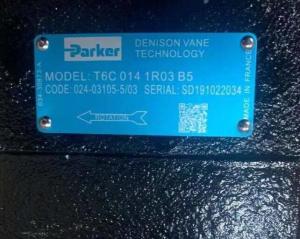 Parker
DENISON VANE
TECHNOLOGY
MODEL: T6C 014 1R03 B5
CODE: 024-03105-5/03 SERIAL: SD191022034
ROTATION
MADE IN FRANCE